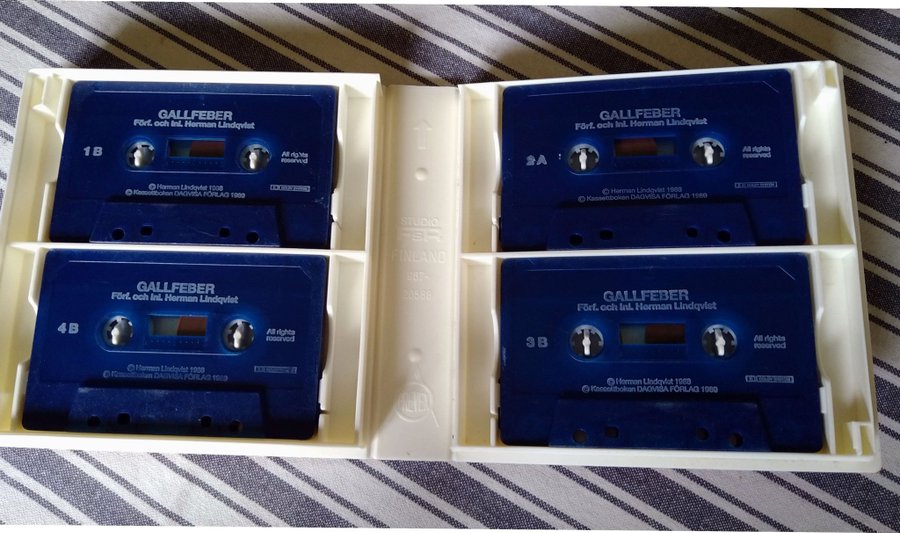 GALLFEBER
Förf. och inl. Herman Lindqvist
1 B
All rights
reserved
© Herman Lindqvist 1988
© Kassettboken DAGVISA FÖRLAG 1989
GALLFEBER
Förf. och inl. Herman Lindqvist
4 B
All rights
reserved
© Herman Lindqvist 1988
© Kassettboken DAGVISA FÖRLAG 1989
STUDIO
FINLAND
GALLFEBER
Förf. och inl. Herman Lindqvist
2 A
All rights
reserved
© Herman Lindqvist 1988
© Kassettboken DAGVISA FÖRLAG 1989
GALLFEBER
Förf. och inl. Herman Lindqvist
3 B
All rights
reserved
© Herman Lindqvist 1988
© Kassettboken DAGVISA FÖRLAG 1989